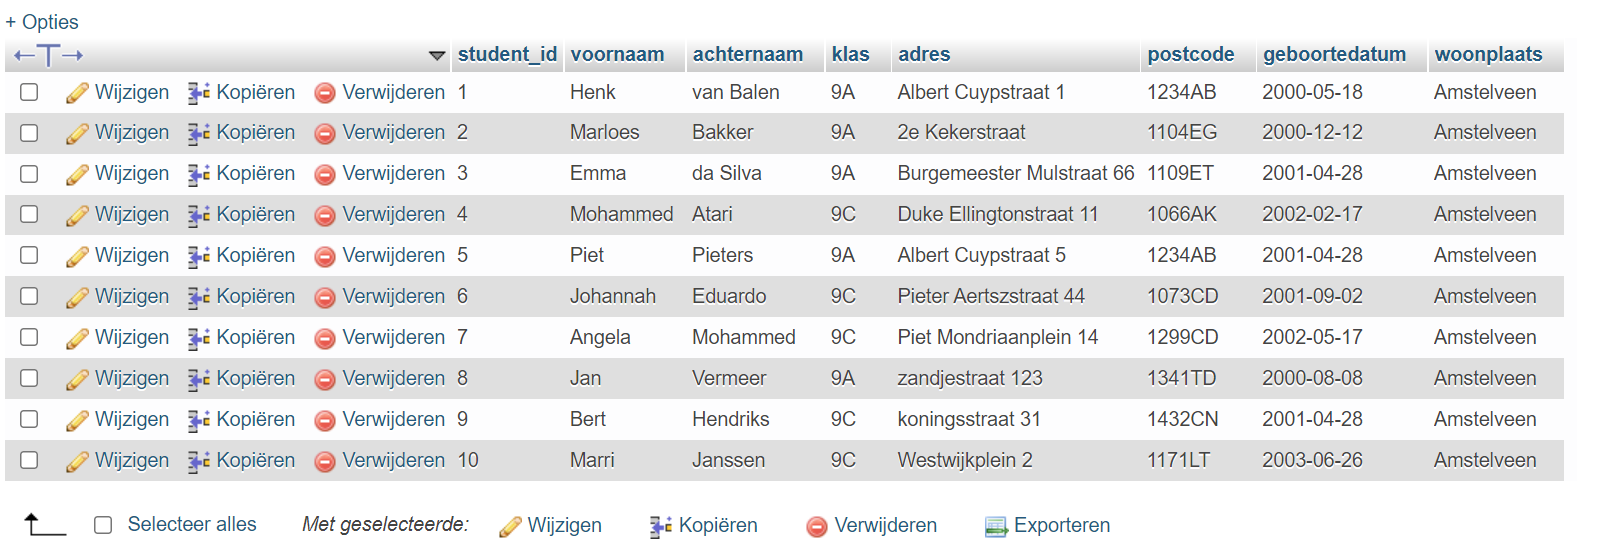 + Opties
←T→ student_id voornaam achternaam klas adres postcode geboortedatum woonplaats
Wijzigen Kopiëren Verwijderen 1 Henk van Balen 9A Albert Cuypstraat 1 1234AB 2000-05-18 Amstelveen
Wijzigen Kopiëren Verwijderen 2 Marloes Bakker 9A 2e Kekerstraat 1104EG 2000-12-12 Amstelveen
Wijzigen Kopiëren Verwijderen 3 Emma da Silva 9A Burgemeester Mulstraat 66 1109ET 2001-04-28 Amstelveen
Wijzigen Kopiëren Verwijderen 4 Mohammed Atari 9C Duke Ellingtonstraat 11 1066AK 2002-02-17 Amstelveen
Wijzigen Kopiëren Verwijderen 5 Piet Pieters 9A Albert Cuypstraat 5 1234AB 2001-04-28 Amstelveen
Wijzigen Kopiëren Verwijderen 6 Johannah Eduardo 9C Pieter Aertszstraat 44 1073CD 2001-09-02 Amstelveen
Wijzigen Kopiëren Verwijderen 7 Angela Mohammed 9C Piet Mondriaanplein 14 1299CD 2002-05-17 Amstelveen
Wijzigen Kopiëren Verwijderen 8 Jan Vermeer 9A zandjestraat 123 1341TD 2000-08-08 Amstelveen
Wijzigen Kopiëren Verwijderen 9 Bert Hendriks 9C koningsstraat 31 1432CN 2001-04-28 Amstelveen
Wijzigen Kopiëren Verwijderen 10 Marri Janssen 9C Westwijkplein 2 1171LT 2003-06-26 Amstelveen
Selecteer alles Met geselecteerde: Wijzigen Kopiëren Verwijderen Exporteren